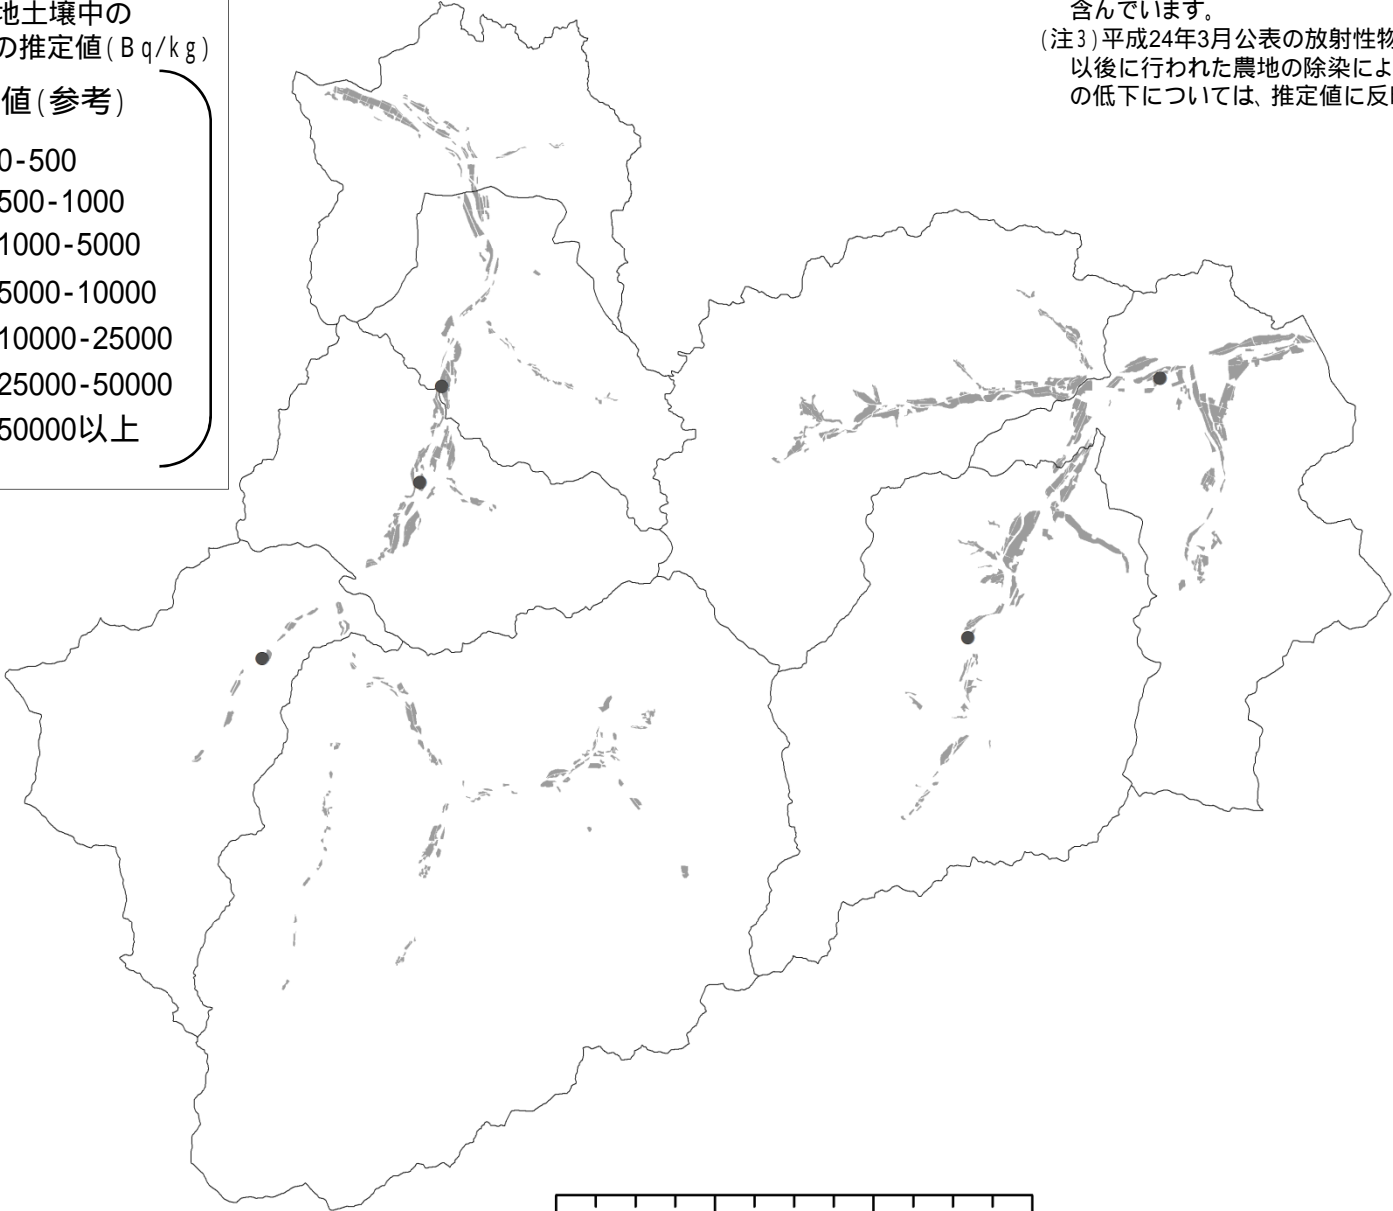 地土壌中の
の推定値(Bq/kg)
値(参考)
0-500
500-1000
1000-5000
5000-10000
10000-25000
25000-50000
50000以上
含んでいます。
(注3)平成24年3月公表の放射性物
以後に行われた農地の除染によ
の低下については、推定値に反